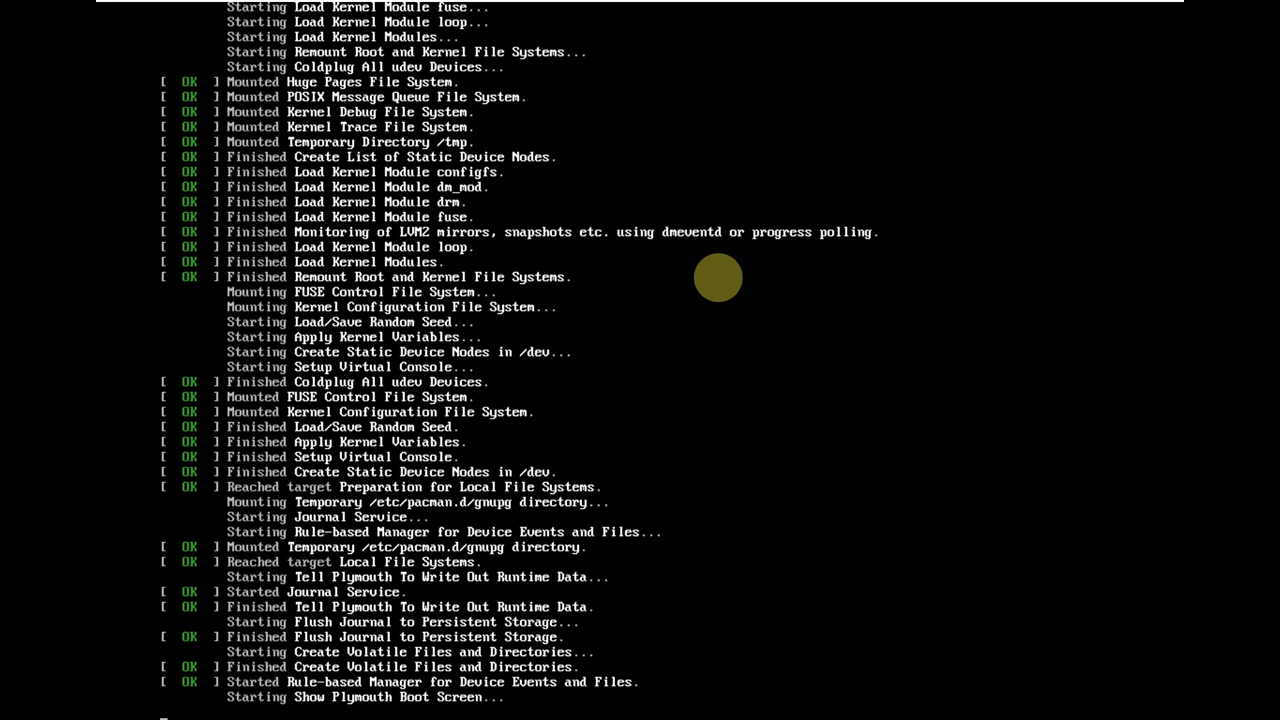 Starting Load Kernel Module fuse...
Starting Load Kernel Module loop...
Starting Load Kernel Modules...
Starting Remount Root and Kernel File Systems...
Starting Coldplug All udev Devices...
[  OK  ] Mounted Huge Pages File System.
[  OK  ] Mounted POSIX Message Queue File System.
[  OK  ] Mounted Kernel Debug File System.
[  OK  ] Mounted Kernel Trace File System.
[  OK  ] Mounted Temporary Directory /tmp.
[  OK  ] Finished Create List of Static Device Nodes.
[  OK  ] Finished Load Kernel Module configfs.
[  OK  ] Finished Load Kernel Module dm_mod.
[  OK  ] Finished Load Kernel Module drm.
[  OK  ] Finished Load Kernel Module fuse.
[  OK  ] Finished Monitoring of LVM2 mirrors, snapshots etc. using dmeventd or progress polling.
[  OK  ] Finished Load Kernel Module loop.
[  OK  ] Finished Load Kernel Modules.
[  OK  ] Finished Remount Root and Kernel File Systems.
Mounting FUSE Control File System...
Mounting Kernel Configuration File System...
Starting Load/Save Random Seed...
Starting Apply Kernel Variables...
Starting Create Static Device Nodes in /dev...
Starting Setup Virtual Console...
[  OK  ] Finished Coldplug All udev Devices.
[  OK  ] Mounted FUSE Control File System.
[  OK  ] Mounted Kernel Configuration File System.
[  OK  ] Finished Load/Save Random Seed.
[  OK  ] Finished Apply Kernel Variables.
[  OK  ] Finished Setup Virtual Console.
[  OK  ] Finished Create Static Device Nodes in /dev.
[  OK  ] Reached target Preparation for Local File Systems.
Mounting Temporary /etc/pacman.d/gnupg directory...
Starting Journal Service...
Starting Rule-based Manager for Device Events and Files...
[  OK  ] Mounted Temporary /etc/pacman.d/gnupg directory.
[  OK  ] Reached target Local File Systems.
Starting Tell Plymouth To Write Out Runtime Data...
[  OK  ] Started Journal Service.
[  OK  ] Finished Tell Plymouth To Write Out Runtime Data.
Starting Flush Journal to Persistent Storage...
[  OK  ] Finished Flush Journal to Persistent Storage.
Starting Create Volatile Files and Directories...
[  OK  ] Finished Create Volatile Files and Directories.
[  OK  ] Started Rule-based Manager for Device Events and Files.
Starting Show Plymouth Boot Screen...